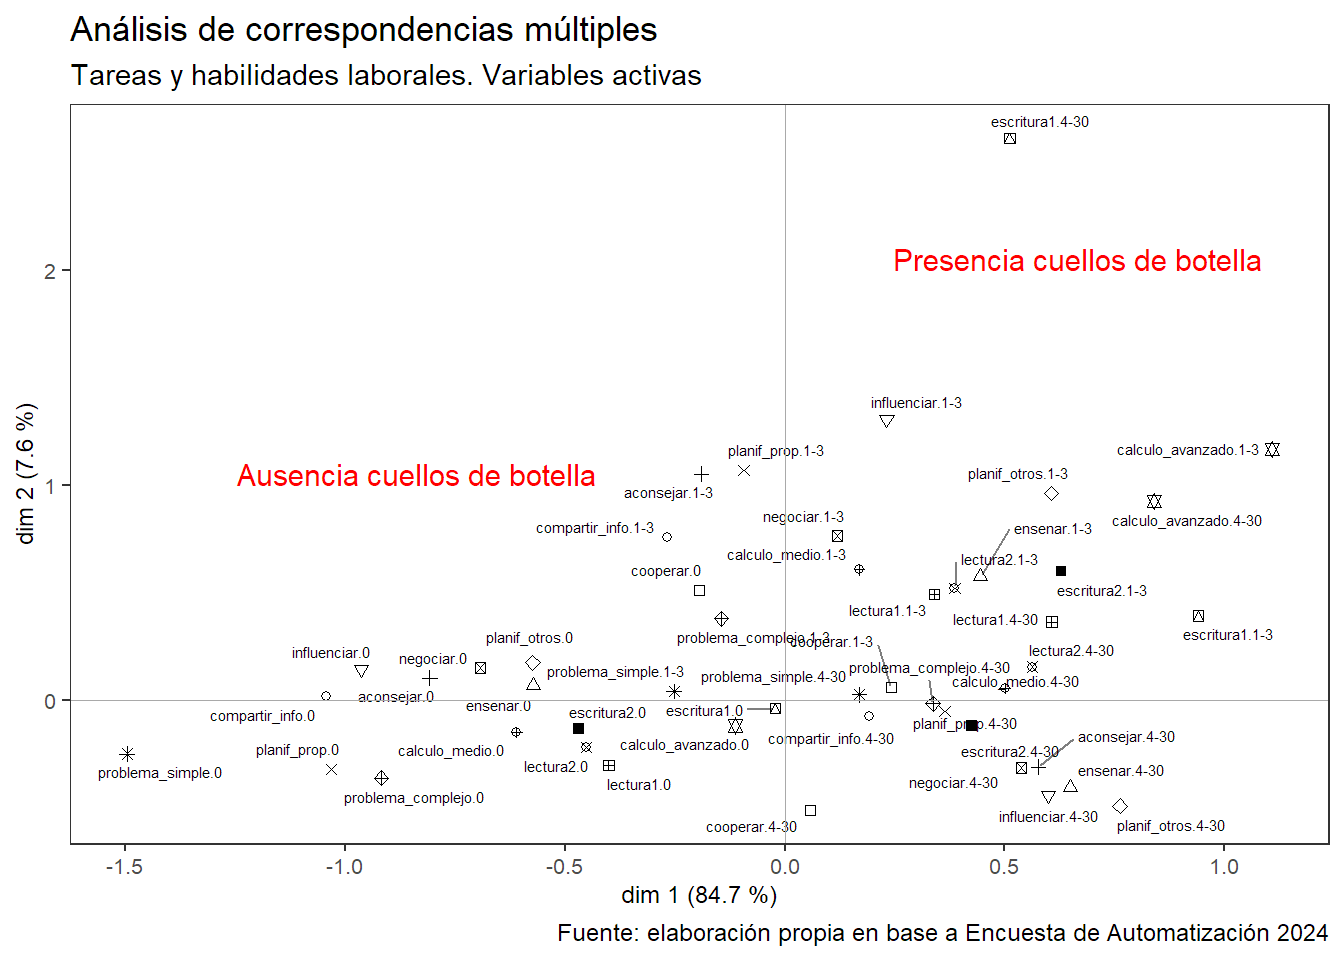 Análisis de correspondencias múltiples
Tareas y habilidades laborales. Variables activas
escritura1.4-30
Presencia cuellos de botella
2
influenciar.1-3
planif_prop.1-3
calculo_avanzado.1-3
Ausencia cuellos de botella
planif_otros.1-3
1
aconsejar.1-3
negociar.1-3
calculo_avanzado.4-30
compartir_info.1-3
ensenar.1-3
calculo_medio.1-3
lectura2.1-3
cooperar.0
escritura2.1-3
lectura1.1-3
lectura1.4-30
problema_complejo.1-3
escritura1.1-3
planif_otros.0
cooperar.1-3
influenciar.0
negociar.0
lectura2.4-30
problema_simple.1-3
problema_simple.4-30
problema_complejo.4-30
calculo_medio.4-30
0
aconsejar.0
ensenar.0
escritura2.0
escritura1.0
compartir_info.0
planif_prop.4-30
compartir_info.4-30
aconsejar.4-30
planif_prop.0
calculo_medio.0
calculo_avanzado.0
escritura2.4-30
problema_simple.0
lectura2.0
ensenar.4-30
lectura1.0
negociar.4-30
problema_complejo.0
influenciar.4-30
cooperar.4-30
planif_otros.4-30
dim 2 (7.6 %)
-1.5 -1.0 -0.5 0.0 0.5 1.0
dim 1 (84.7 %)
Fuente: elaboración propia en base a Encuesta de Automatización 2024